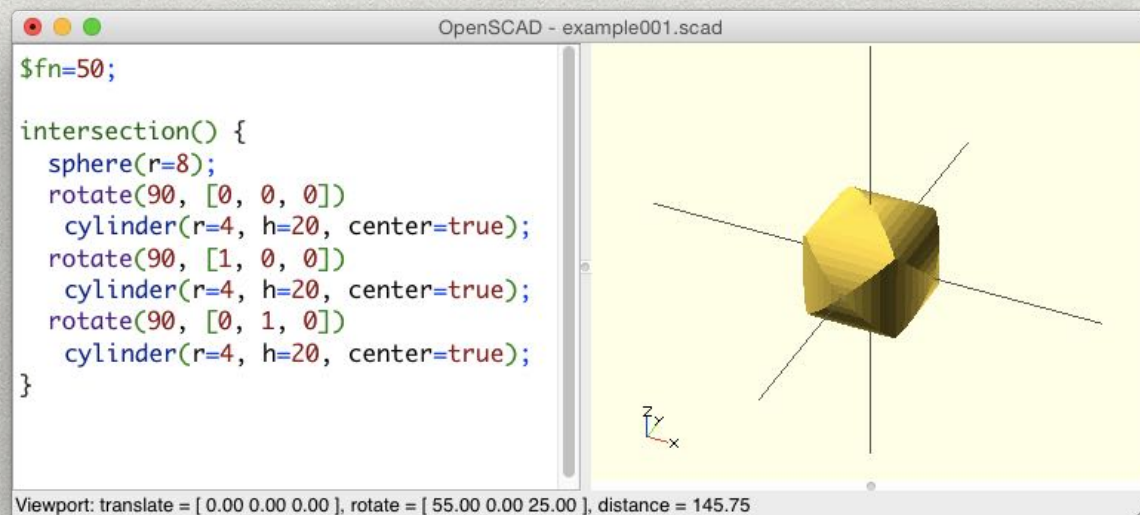 OpenSCAD - example001.scad
$fn=50;
intersection() {
  sphere(r=8);
  rotate(90, [0, 0, 0])
   cylinder(r=4, h=20, center=true);
  rotate(90, [1, 0, 0])
   cylinder(r=4, h=20, center=true);
  rotate(90, [0, 1, 0])
   cylinder(r=4, h=20, center=true);
}
Z
Y
X
Viewport: translate = [ 0.00 0.00 0.00 ], rotate = [ 55.00 0.00 25.00 ], distance = 145.75